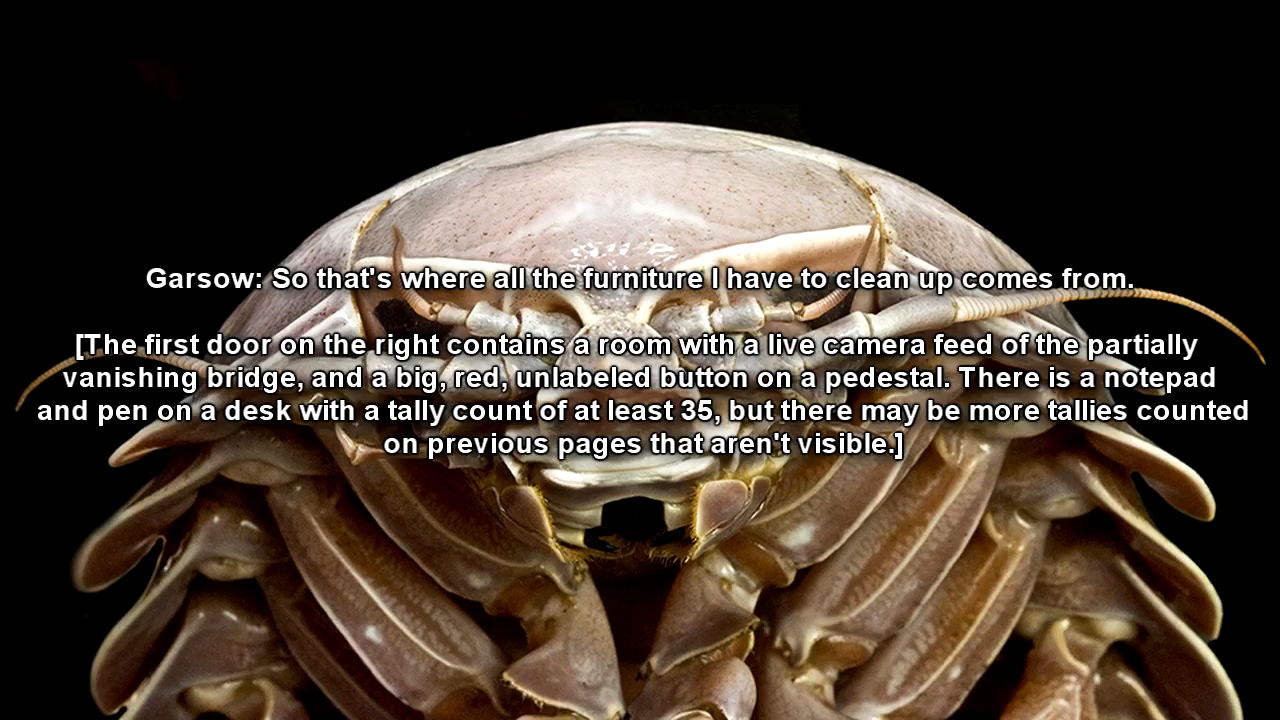 Garsow: So that's where all the furniture I have to clean up comes from.
[The first door on the right contains a room with a live camera feed of the partially
vanishing bridge, and a big, red, unlabeled button on a pedestal. There is a notepad
and pen on a desk with a tally count of at least 35, but there may be more tallies counted
on previous pages that aren't visible.]